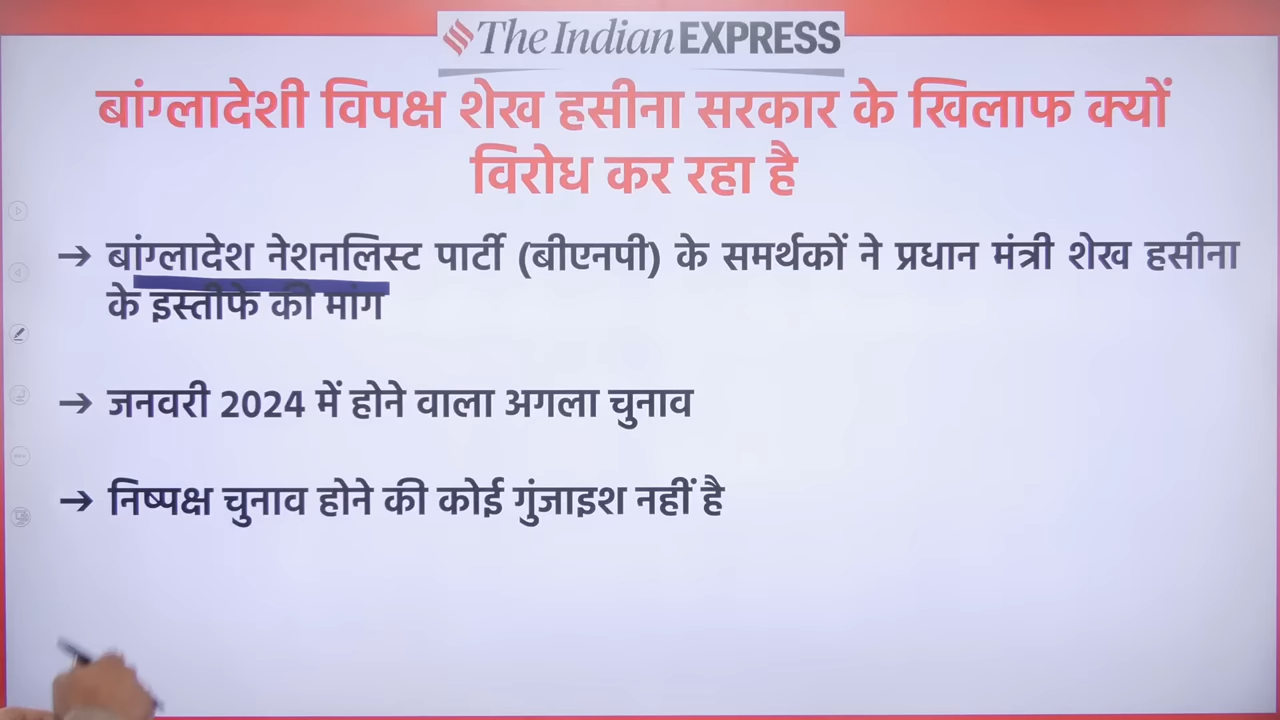 The Indian EXPRESS
बांग्लादेशी विपक्ष शेख हसीना सरकार के खिलाफ क्यों
विरोध कर रहा है
→ बांग्लादेश नेशनलिस्ट पार्टी (बीएनपी) के समर्थकों ने प्रधान मंत्री शेख हसीना
के इस्तीफे की मांग
→ जनवरी 2024 में होने वाला अगला चुनाव
→ निष्पक्ष चुनाव होने की कोई गुंजाइश नहीं है